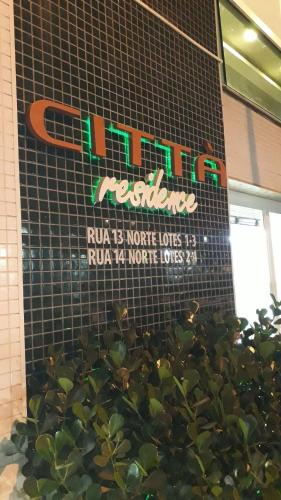 CITTÀ
residence
RUA 13 NORTE LOTES 1-3
RUA 14 NORTE LOTES 2-4